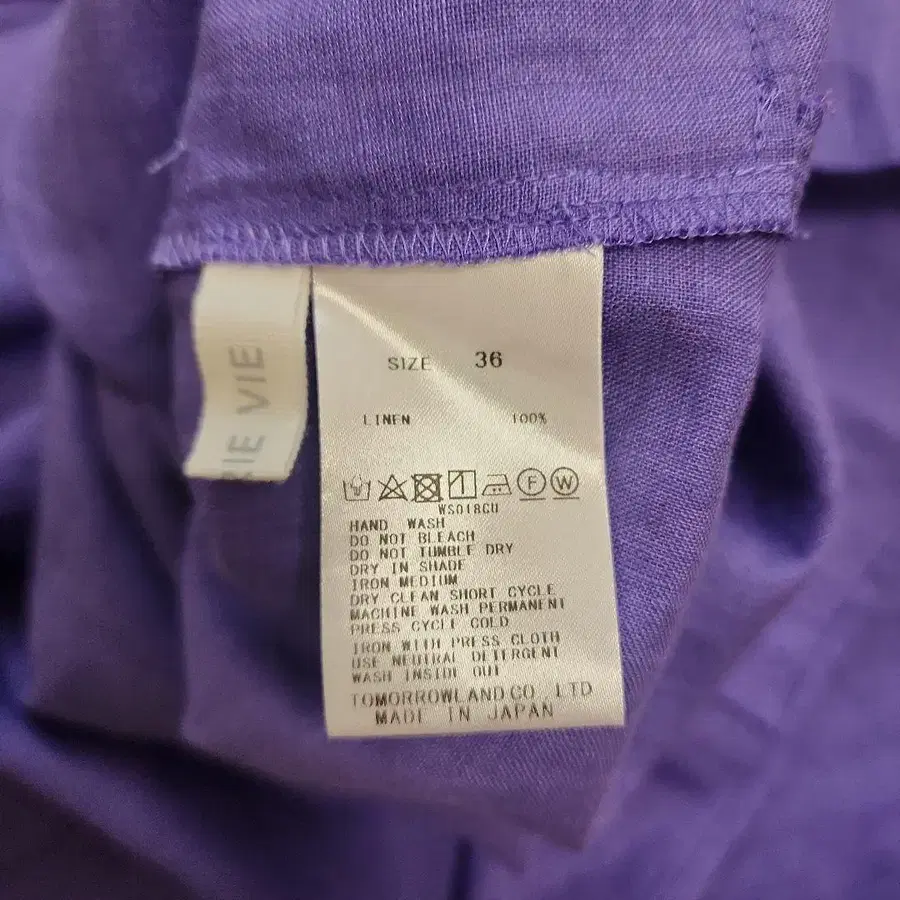 RIE VIE
SIZE 36
LINEN 100%
F W
WS018GU
HAND WASH
DO NOT BLEACH
DO NOT TUMBLE DRY
DRY IN SHADE
IRON MEDIUM
DRY CLEAN SHORT CYCLE
MACHINE WASH PERMANENT
PRESS CYCLE COLD
IRON WITH PRESS CLOTH
USE NEUTRAL DETERGENT
WASH INSIDE OUT
TOMORROWLAND CO., LTD
MADE IN JAPAN